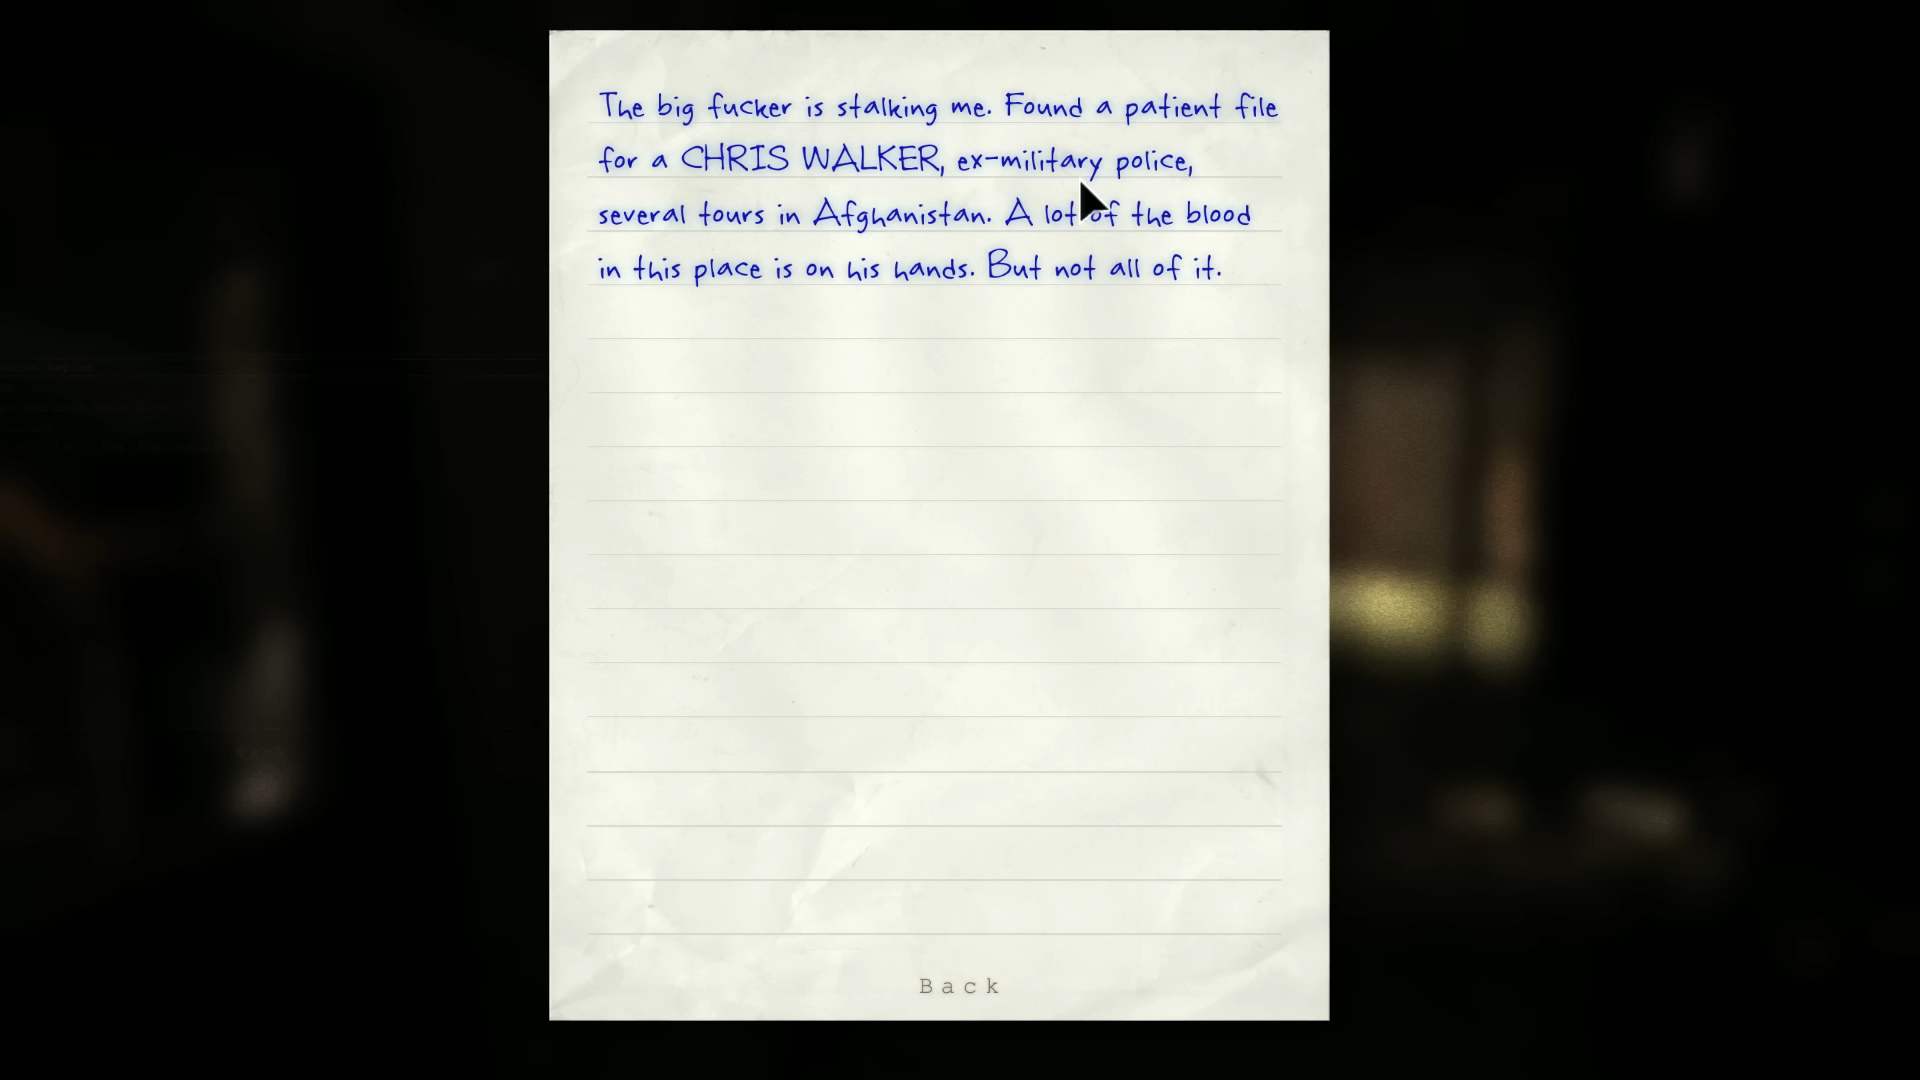 The big fucker is stalking me. Found a patient file
for a CHRIS WALKER, ex-military police,
several tours in Afghanistan. A lot of the blood
in this place is on his hands. But not all of it.
Back